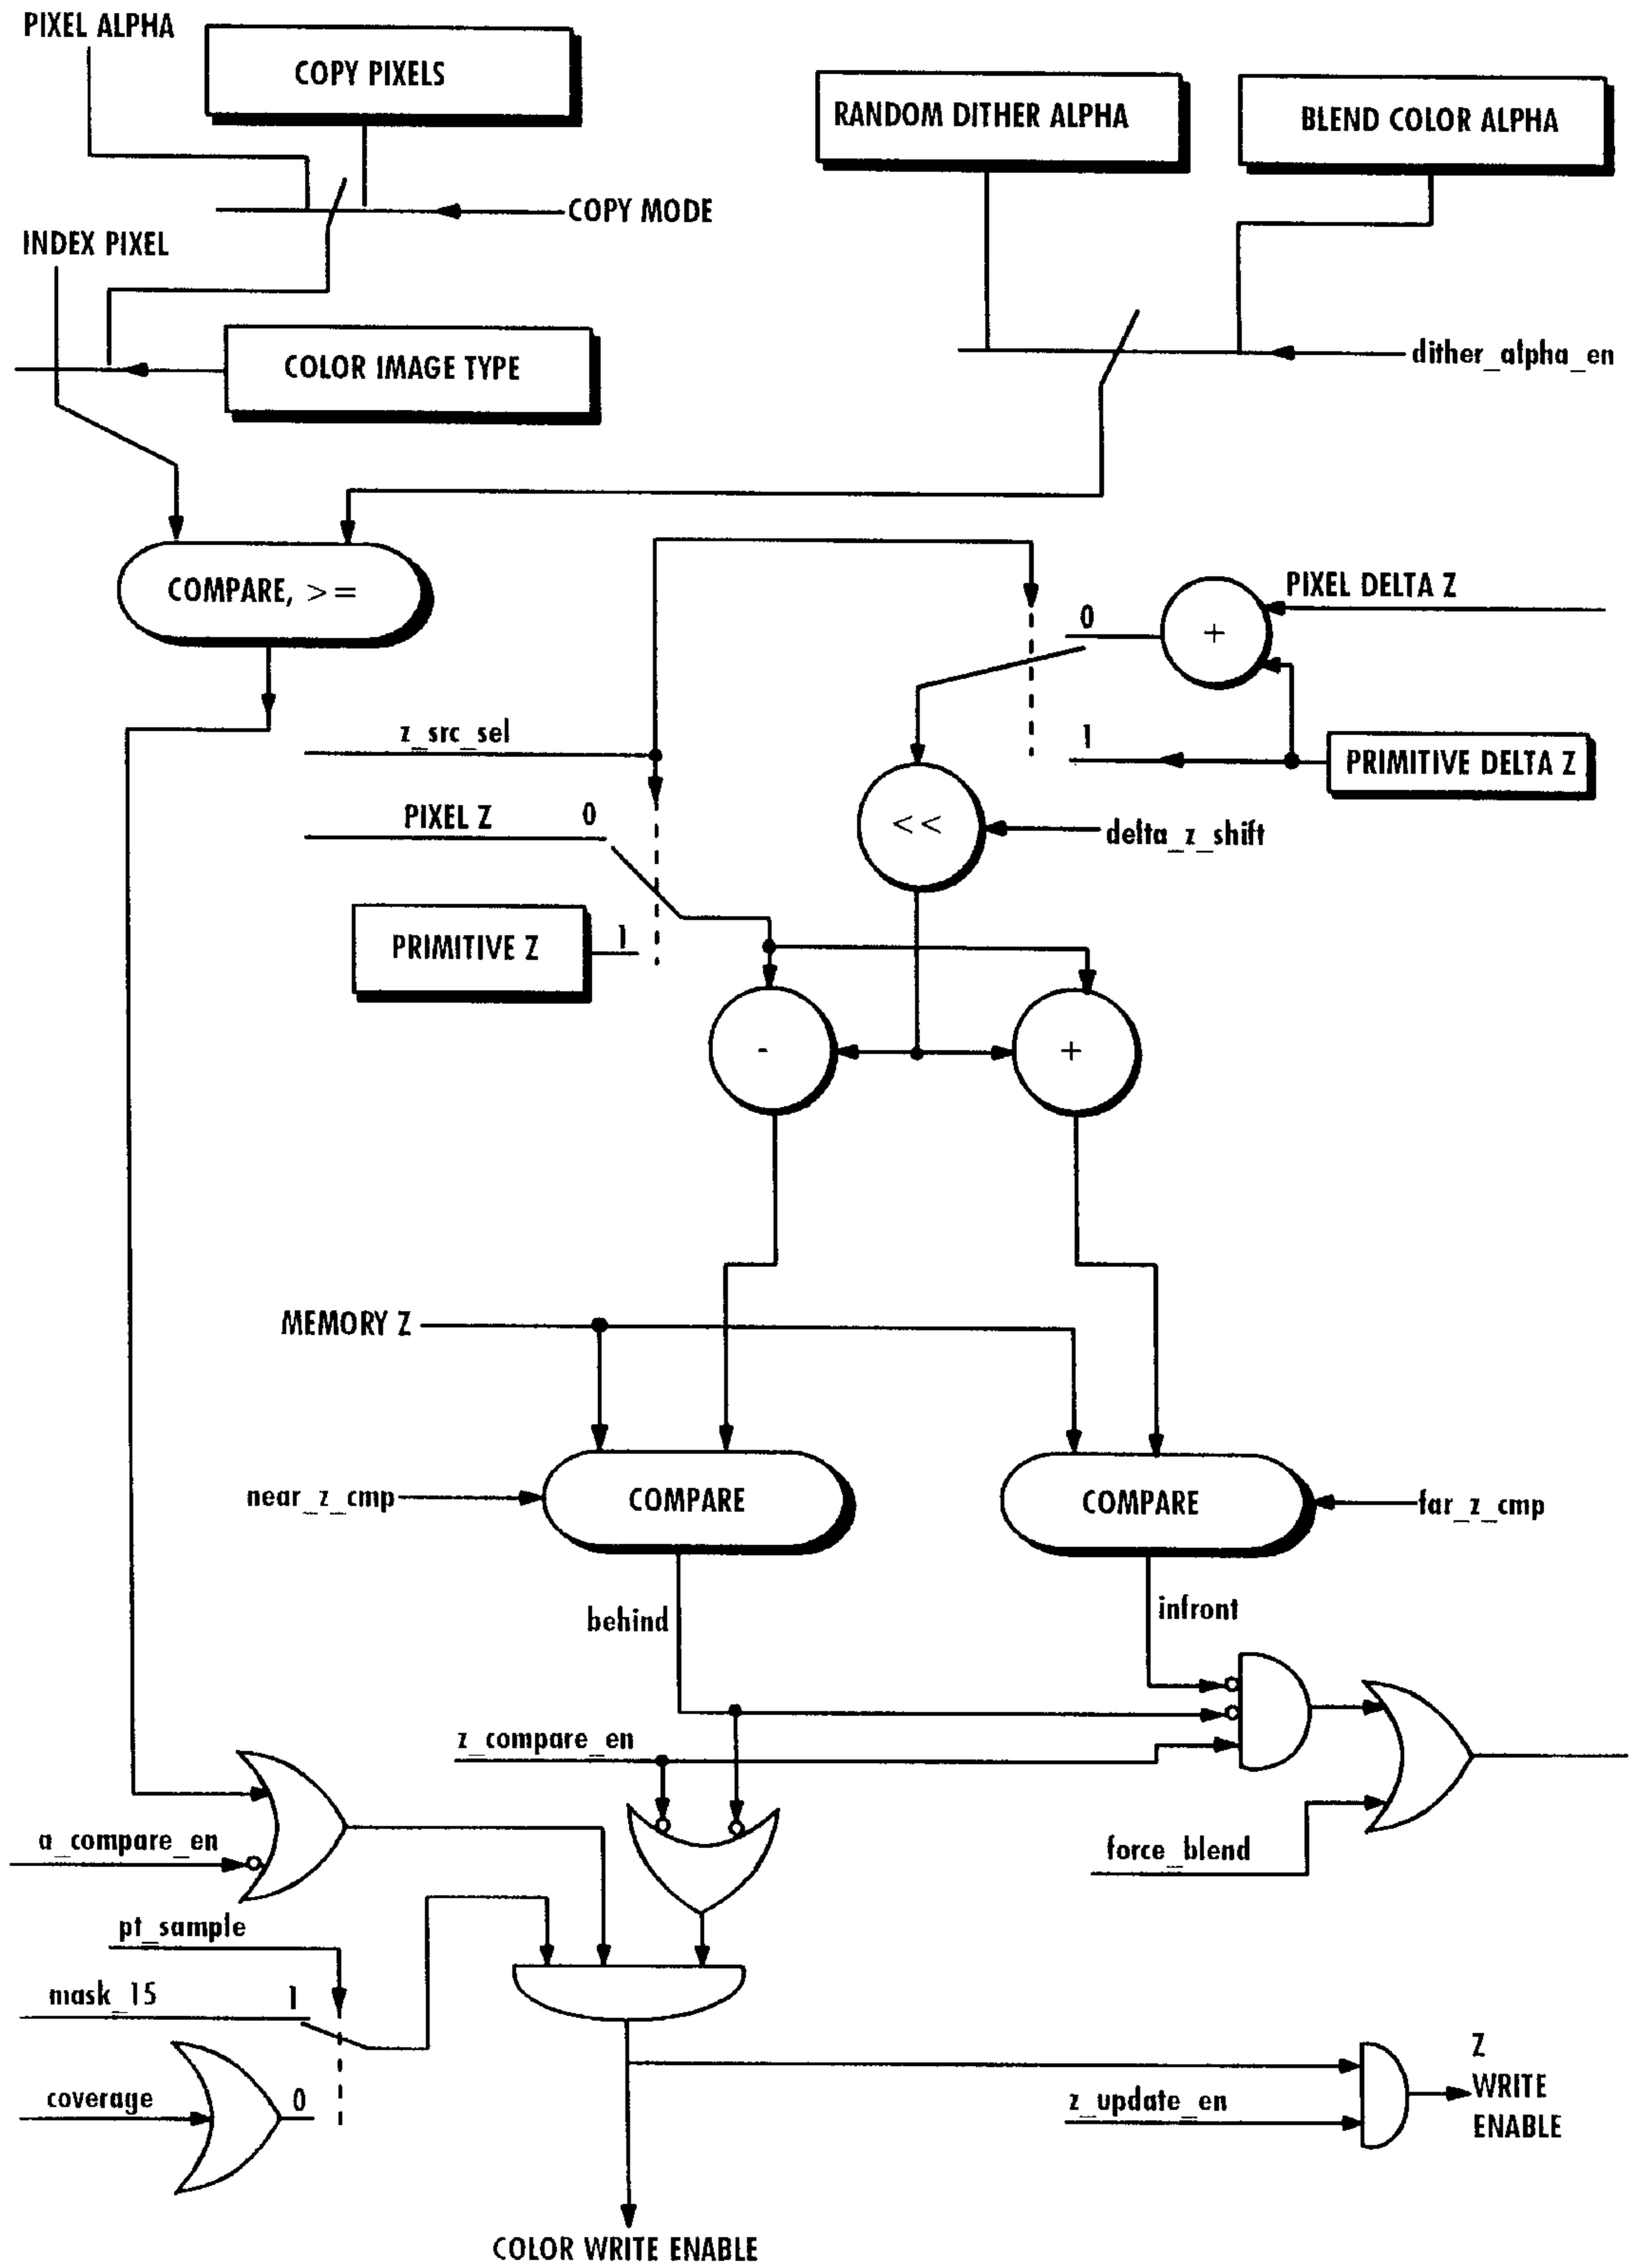 PIXEL ALPHA
COPY PIXELS
RANDOM DITHER ALPHA
BLEND COLOR ALPHA
COPY MODE
INDEX PIXEL
COLOR IMAGE TYPE
dither_alpha_en
COMPARE, >=
PIXEL DELTA Z
0
+
z_src_sel
1
PRIMITIVE DELTA Z
PIXEL Z
0
<<
delta_z_shift
PRIMITIVE Z
1
-
+
MEMORY Z
near_z_cmp
COMPARE
COMPARE
far_z_cmp
behind
infront
z_compare_en
a_compare_en
force_blend
pt_sample
mask_15
1
coverage
0
z_update_en
Z
WRITE
ENABLE
COLOR WRITE ENABLE